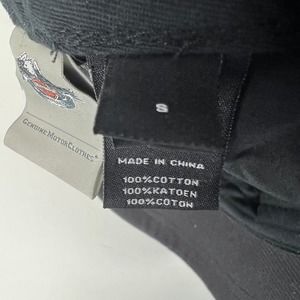 S
GENUINE MOTORCLOTHES
MADE IN CHINA
100%COTTON
100%KATOEN
100%COTON